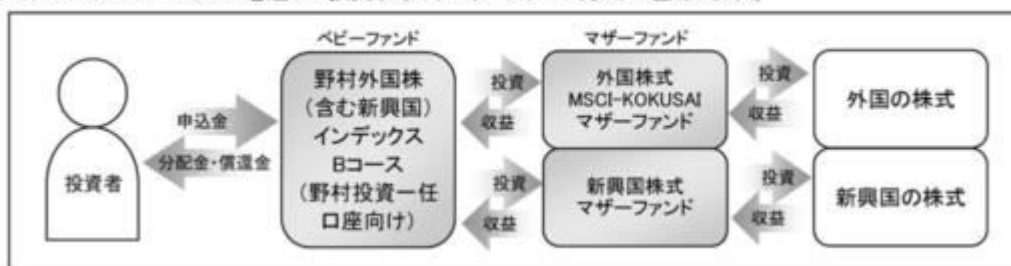 ベビーファンド
マザーファンド
投資者
申込金
分配金・償還金
野村外国株
(含む新興国)
インデックス
Bコース
(野村投資一任
口座向け)
投資
収益
投資
収益
外国株式
MSCI-KOKUSAI
マザーファンド
新興国株式
マザーファンド
投資
収益
投資
収益
外国の株式
新興国の株式